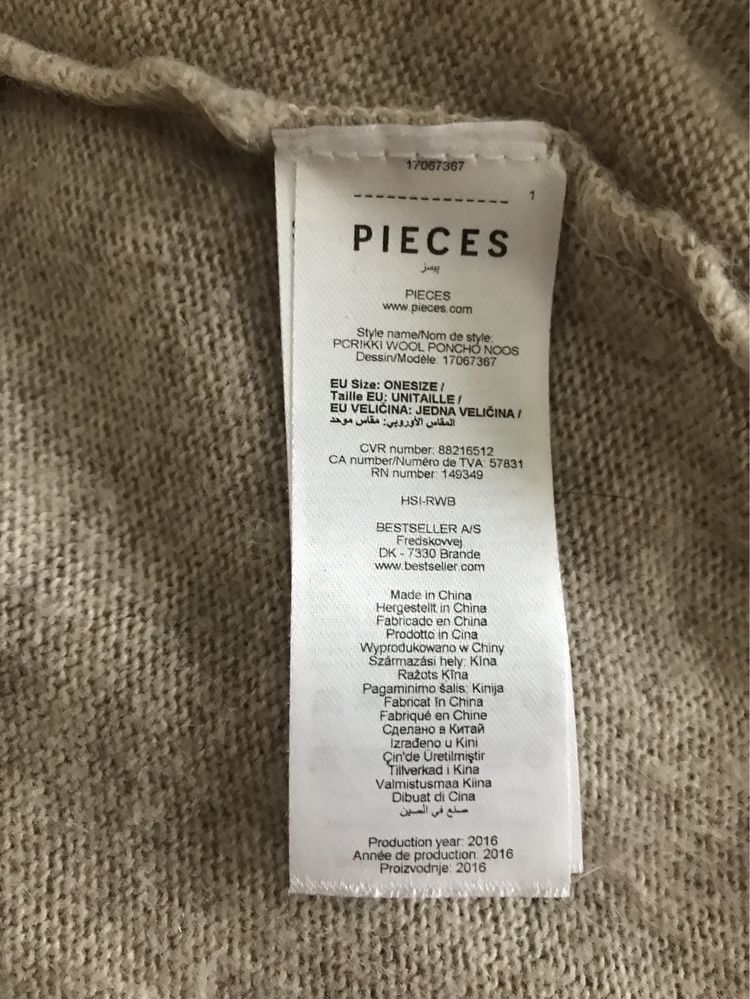 17067367
1
PIECES
بيسز
PIECES
www.pieces.com
Style name/Nom de style:
PCRIKKI WOOL PONCHO NOOS
Dessin/Modèle: 17067367
EU Size: ONESIZE /
Taille EU: UNITAILLE /
EU VELIČINA: JEDNA VELIČINA /
المقاس الأوروبي: مقاس موحد
CVR number: 88216512
CA number/Numéro de TVA: 57831
RN number: 149349
HSI-RWB
BESTSELLER A/S
Fredskovvej
DK - 7330 Brande
www.bestseller.com
Made in China
Hergestellt in China
Fabricado en China
Prodotto in Cina
Wyprodukowano w Chiny
Származási hely: Kína
Ražots Ķīna
Pagaminimo šalis: Kinija
Fabricat în China
Fabriqué en Chine
Сделано в Китай
Izrađeno u Kini
Çin'de Üretilmiştir
Tillverkad i Kina
Valmistusmaa Kiina
Dibuat di Cina
صنع في الصين
Production year: 2016
Année de production: 2016
Proizvodnje: 2016